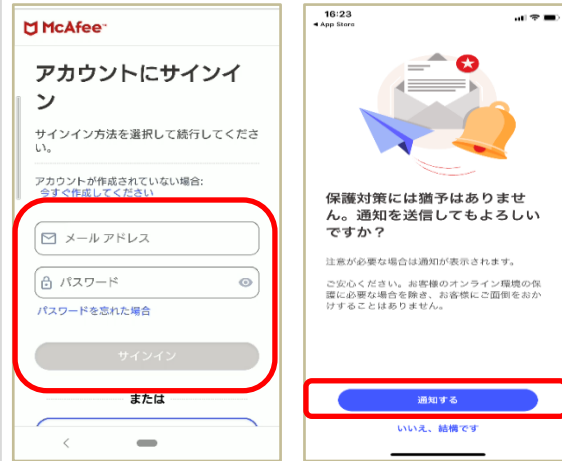 McAfee
アカウントにサインイ
ン
サインイン方法を選択して続行してくださ
い。
アカウントが作成されていない場合:
今すぐ作成してください
メール アドレス
パスワード
パスワードを忘れた場合
サインイン
または
16:23
App Store
保護対策には猶予はありませ
ん。通知を送信してもよろしい
ですか？
注意が必要な場合は通知が表示されます。
ご安心ください。お客様のオンライン環境の保
護に必要な場合を除き、お客様にご面倒をおか
けすることはありません。
通知する
いいえ、結構です